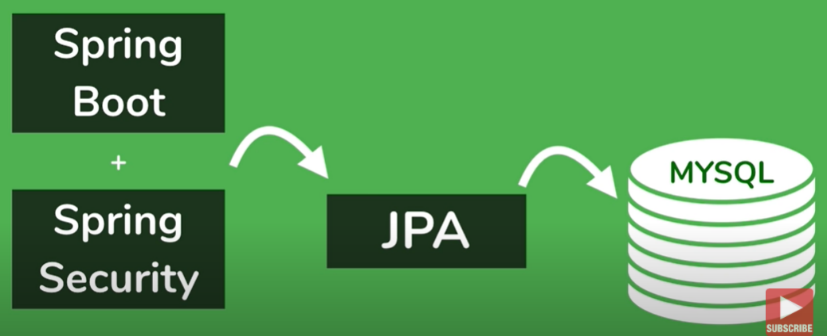 Spring
Boot
+
Spring
Security
JPA
MYSQL
SUBSCRIBE